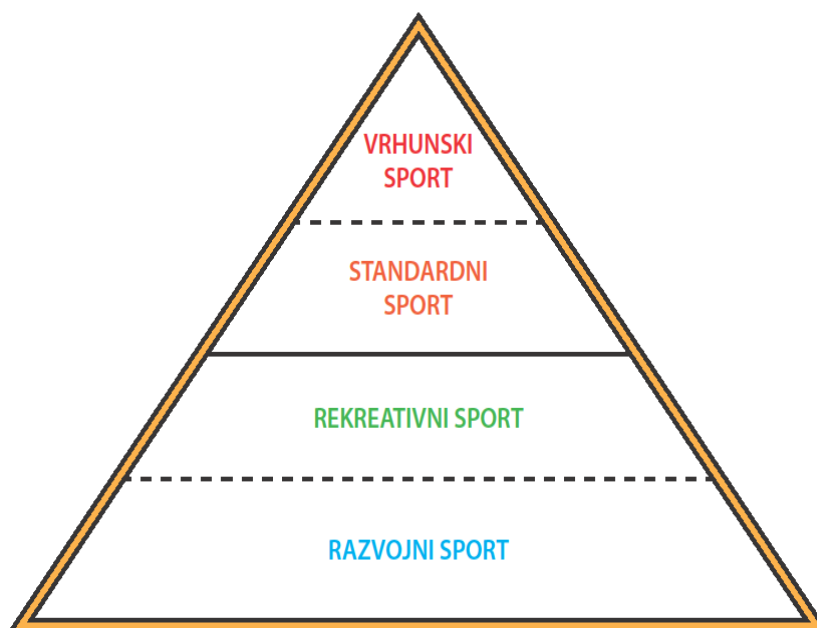 VRHUNSKI
SPORT
STANDARDNI
SPORT
REKREATIVNI SPORT
RAZVOJNI SPORT